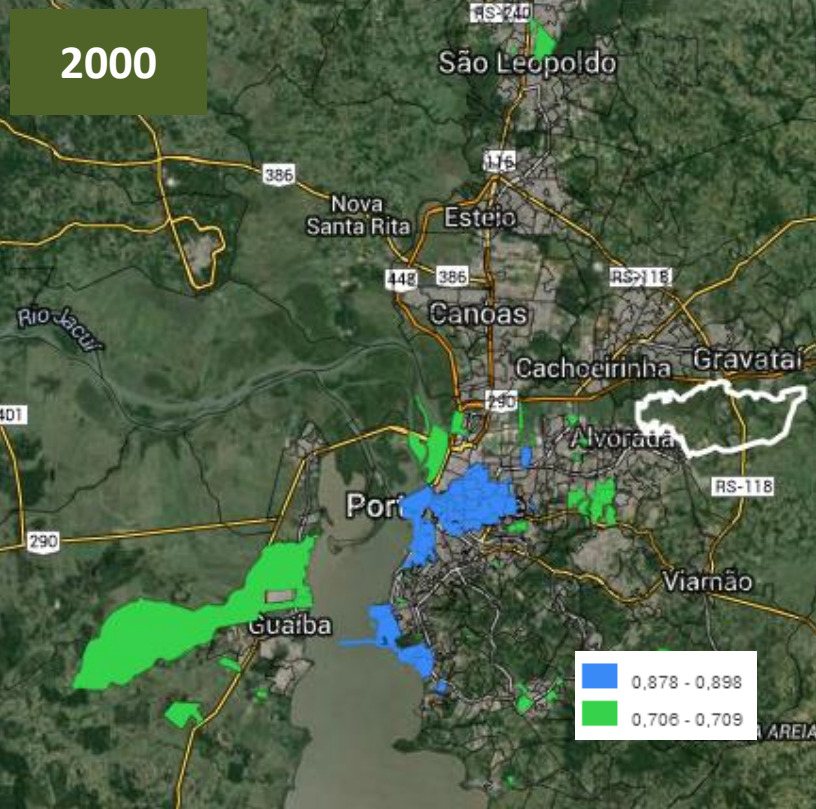 RS-240
2000
São Leopoldo
116
386
Nova
Santa Rita
Esteio
448
386
RS-118
Rio Jacuí
Canoas
Cachoeirinha
Gravataí
290
401
Alvorada
RS-118
Port
290
Viamão
Guaíba
0,878 - 0,898
0,706 - 0,709
A AREIA